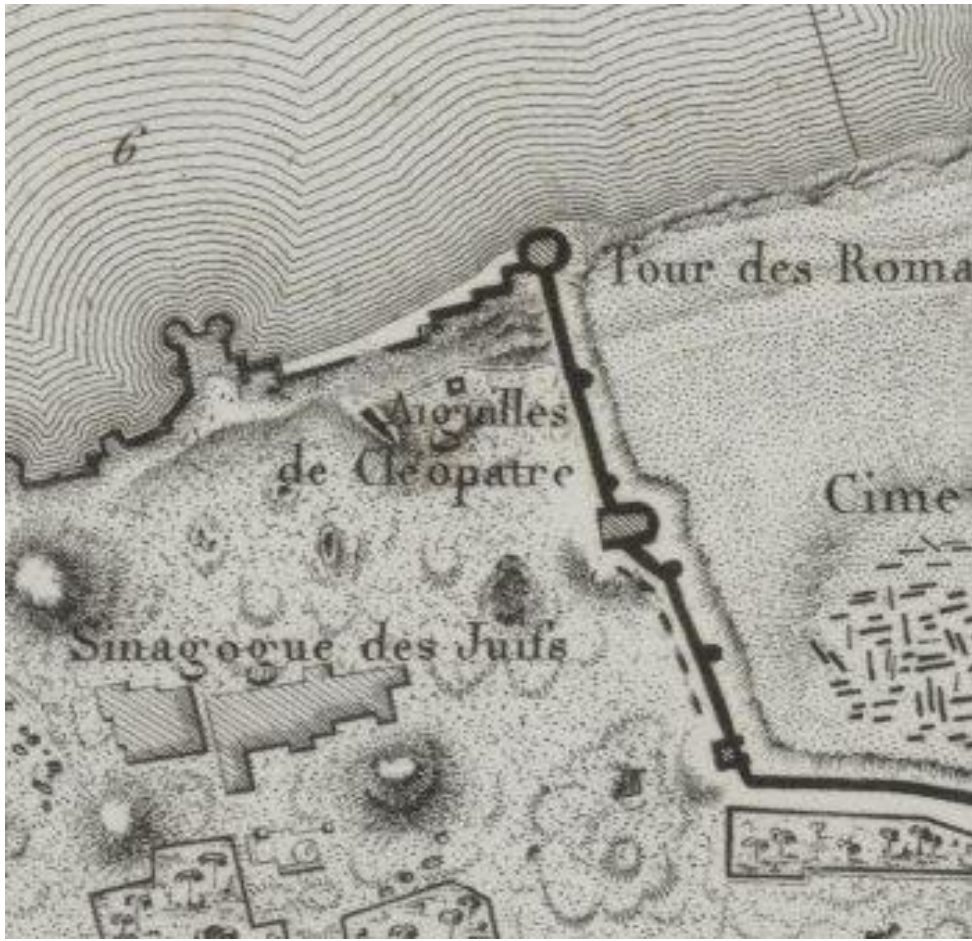 6
Tour des Roma
Aiguilles
de Cléopatre
Cime
Sinagogue des Juifs